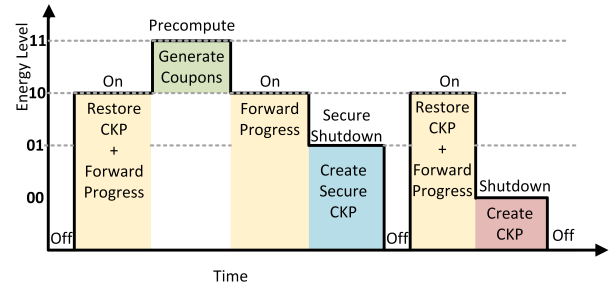 Energy Level
11
10
01
00
Off
On
Restore
CKP
+
Forward
Progress
Precompute
Generate
Coupons
On
Forward
Progress
Secure
Shutdown
Create
Secure
CKP
Off
On
Restore
CKP
+
Forward
Progress
Shutdown
Create
CKP
Off
Time